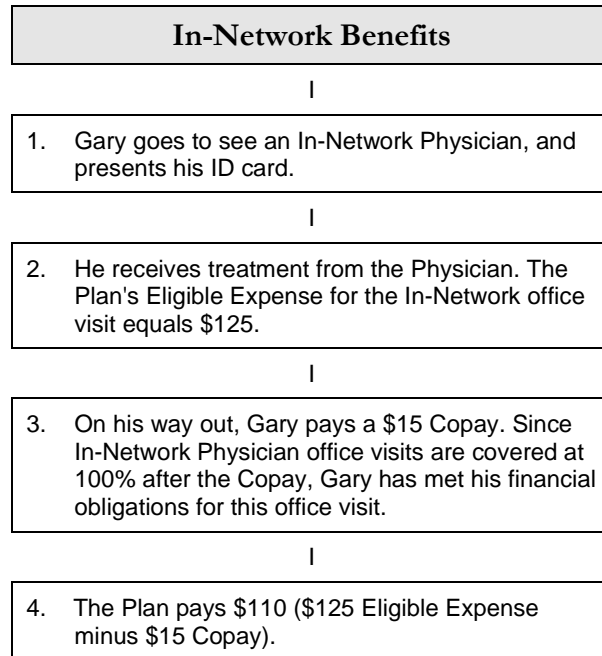 In-Network Benefits
1. Gary goes to see an In-Network Physician, and
presents his ID card.
2. He receives treatment from the Physician. The
Plan's Eligible Expense for the In-Network office
visit equals $125.
3. On his way out, Gary pays a $15 Copay. Since
In-Network Physician office visits are covered at
100% after the Copay, Gary has met his financial
obligations for this office visit.
4. The Plan pays $110 ($125 Eligible Expense
minus $15 Copay).